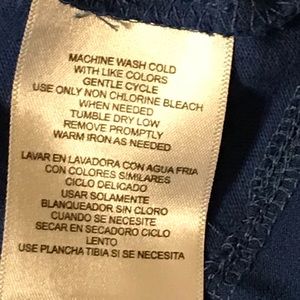 MACHINE WASH COLD
WITH LIKE COLORS
GENTLE CYCLE
USE ONLY NON CHLORINE BLEACH
WHEN NEEDED
TUMBLE DRY LOW
REMOVE PROMPTLY
WARM IRON AS NEEDED
LAVAR EN LAVADORA CON AGUA FRIA
CON COLORES SIMILARES
CICLO DELICADO
USAR SOLAMENTE
BLANQUEADOR SIN CLORO
CUANDO SE NECESITE
SECAR EN SECADORO CICLO
LENTO
USE PLANCHA TIBIA SI SE NECESITA